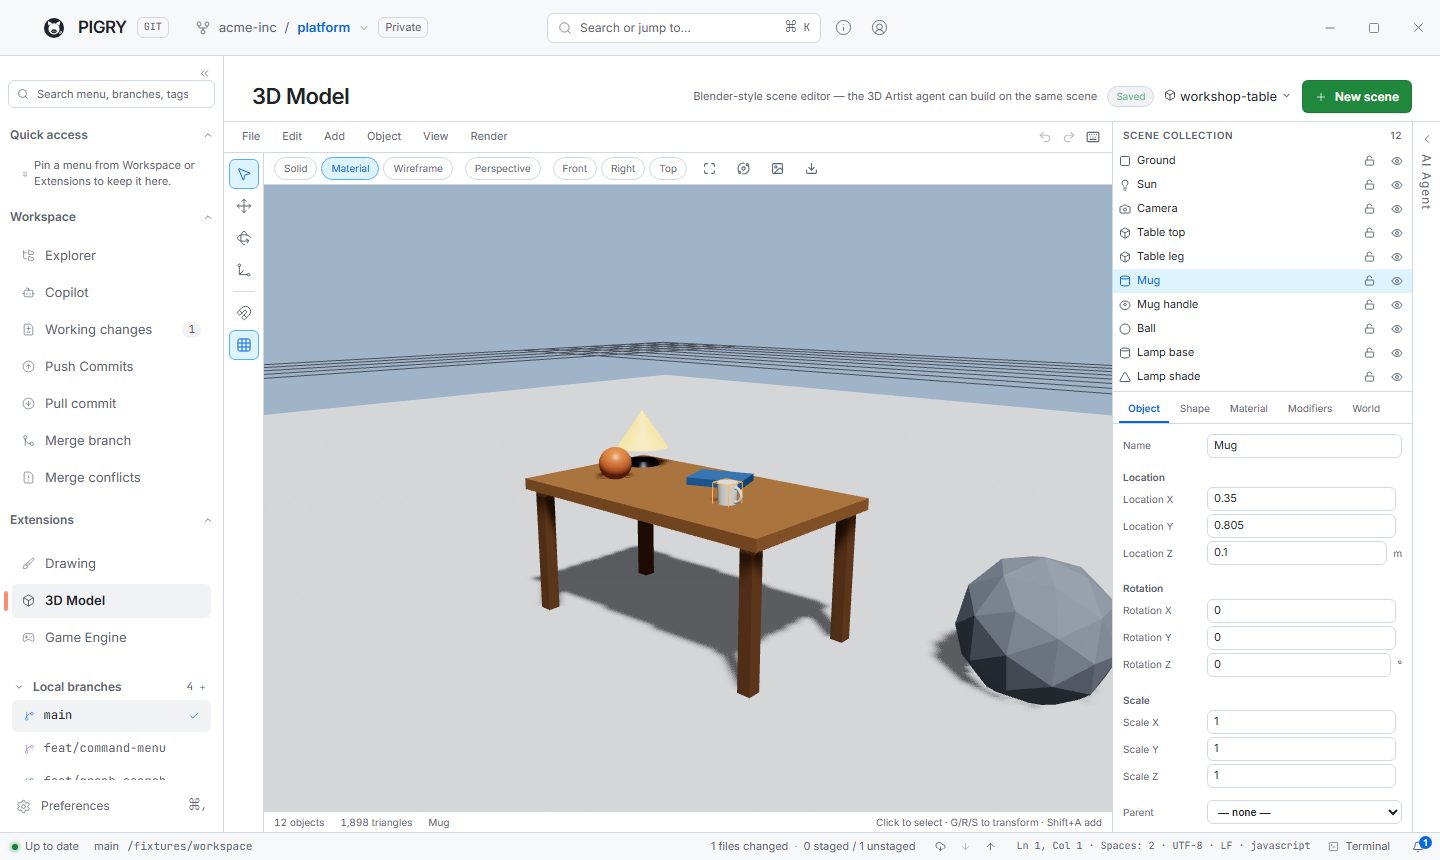 PIGRY GIT acme-inc / platform Private Search or jump to... ⌘ K
Search menu, branches, tags
Quick access
Pin a menu from Workspace or
Extensions to keep it here.
Workspace
Explorer
Copilot
Working changes 1
Push Commits
Pull commit
Merge branch
Merge conflicts
Extensions
Drawing
3D Model
Game Engine
Local branches 4 +
main
feat/command-menu
Preferences ⌘,
3D Model
Blender-style scene editor — the 3D Artist agent can build on the same scene Saved workshop-table + New scene
File Edit Add Object View Render
Solid Material Wireframe Perspective Front Right Top
12 objects 1,898 triangles Mug Click to select · G/R/S to transform · Shift+A add
SCENE COLLECTION 12
Ground
Sun
Camera
Table top
Table leg
Mug
Mug handle
Ball
Lamp base
Lamp shade
Object Shape Material Modifiers World
Name Mug
Location
Location X 0.35
Location Y 0.805
Location Z 0.1 m
Rotation
Rotation X 0
Rotation Y 0
Rotation Z 0 °
Scale
Scale X 1
Scale Y 1
Scale Z 1
Parent — none —
AI Agent
Up to date main /fixtures/workspace 1 files changed · 0 staged / 1 unstaged Ln 1, Col 1 · Spaces: 2 · UTF-8 · LF · javascript Terminal 1